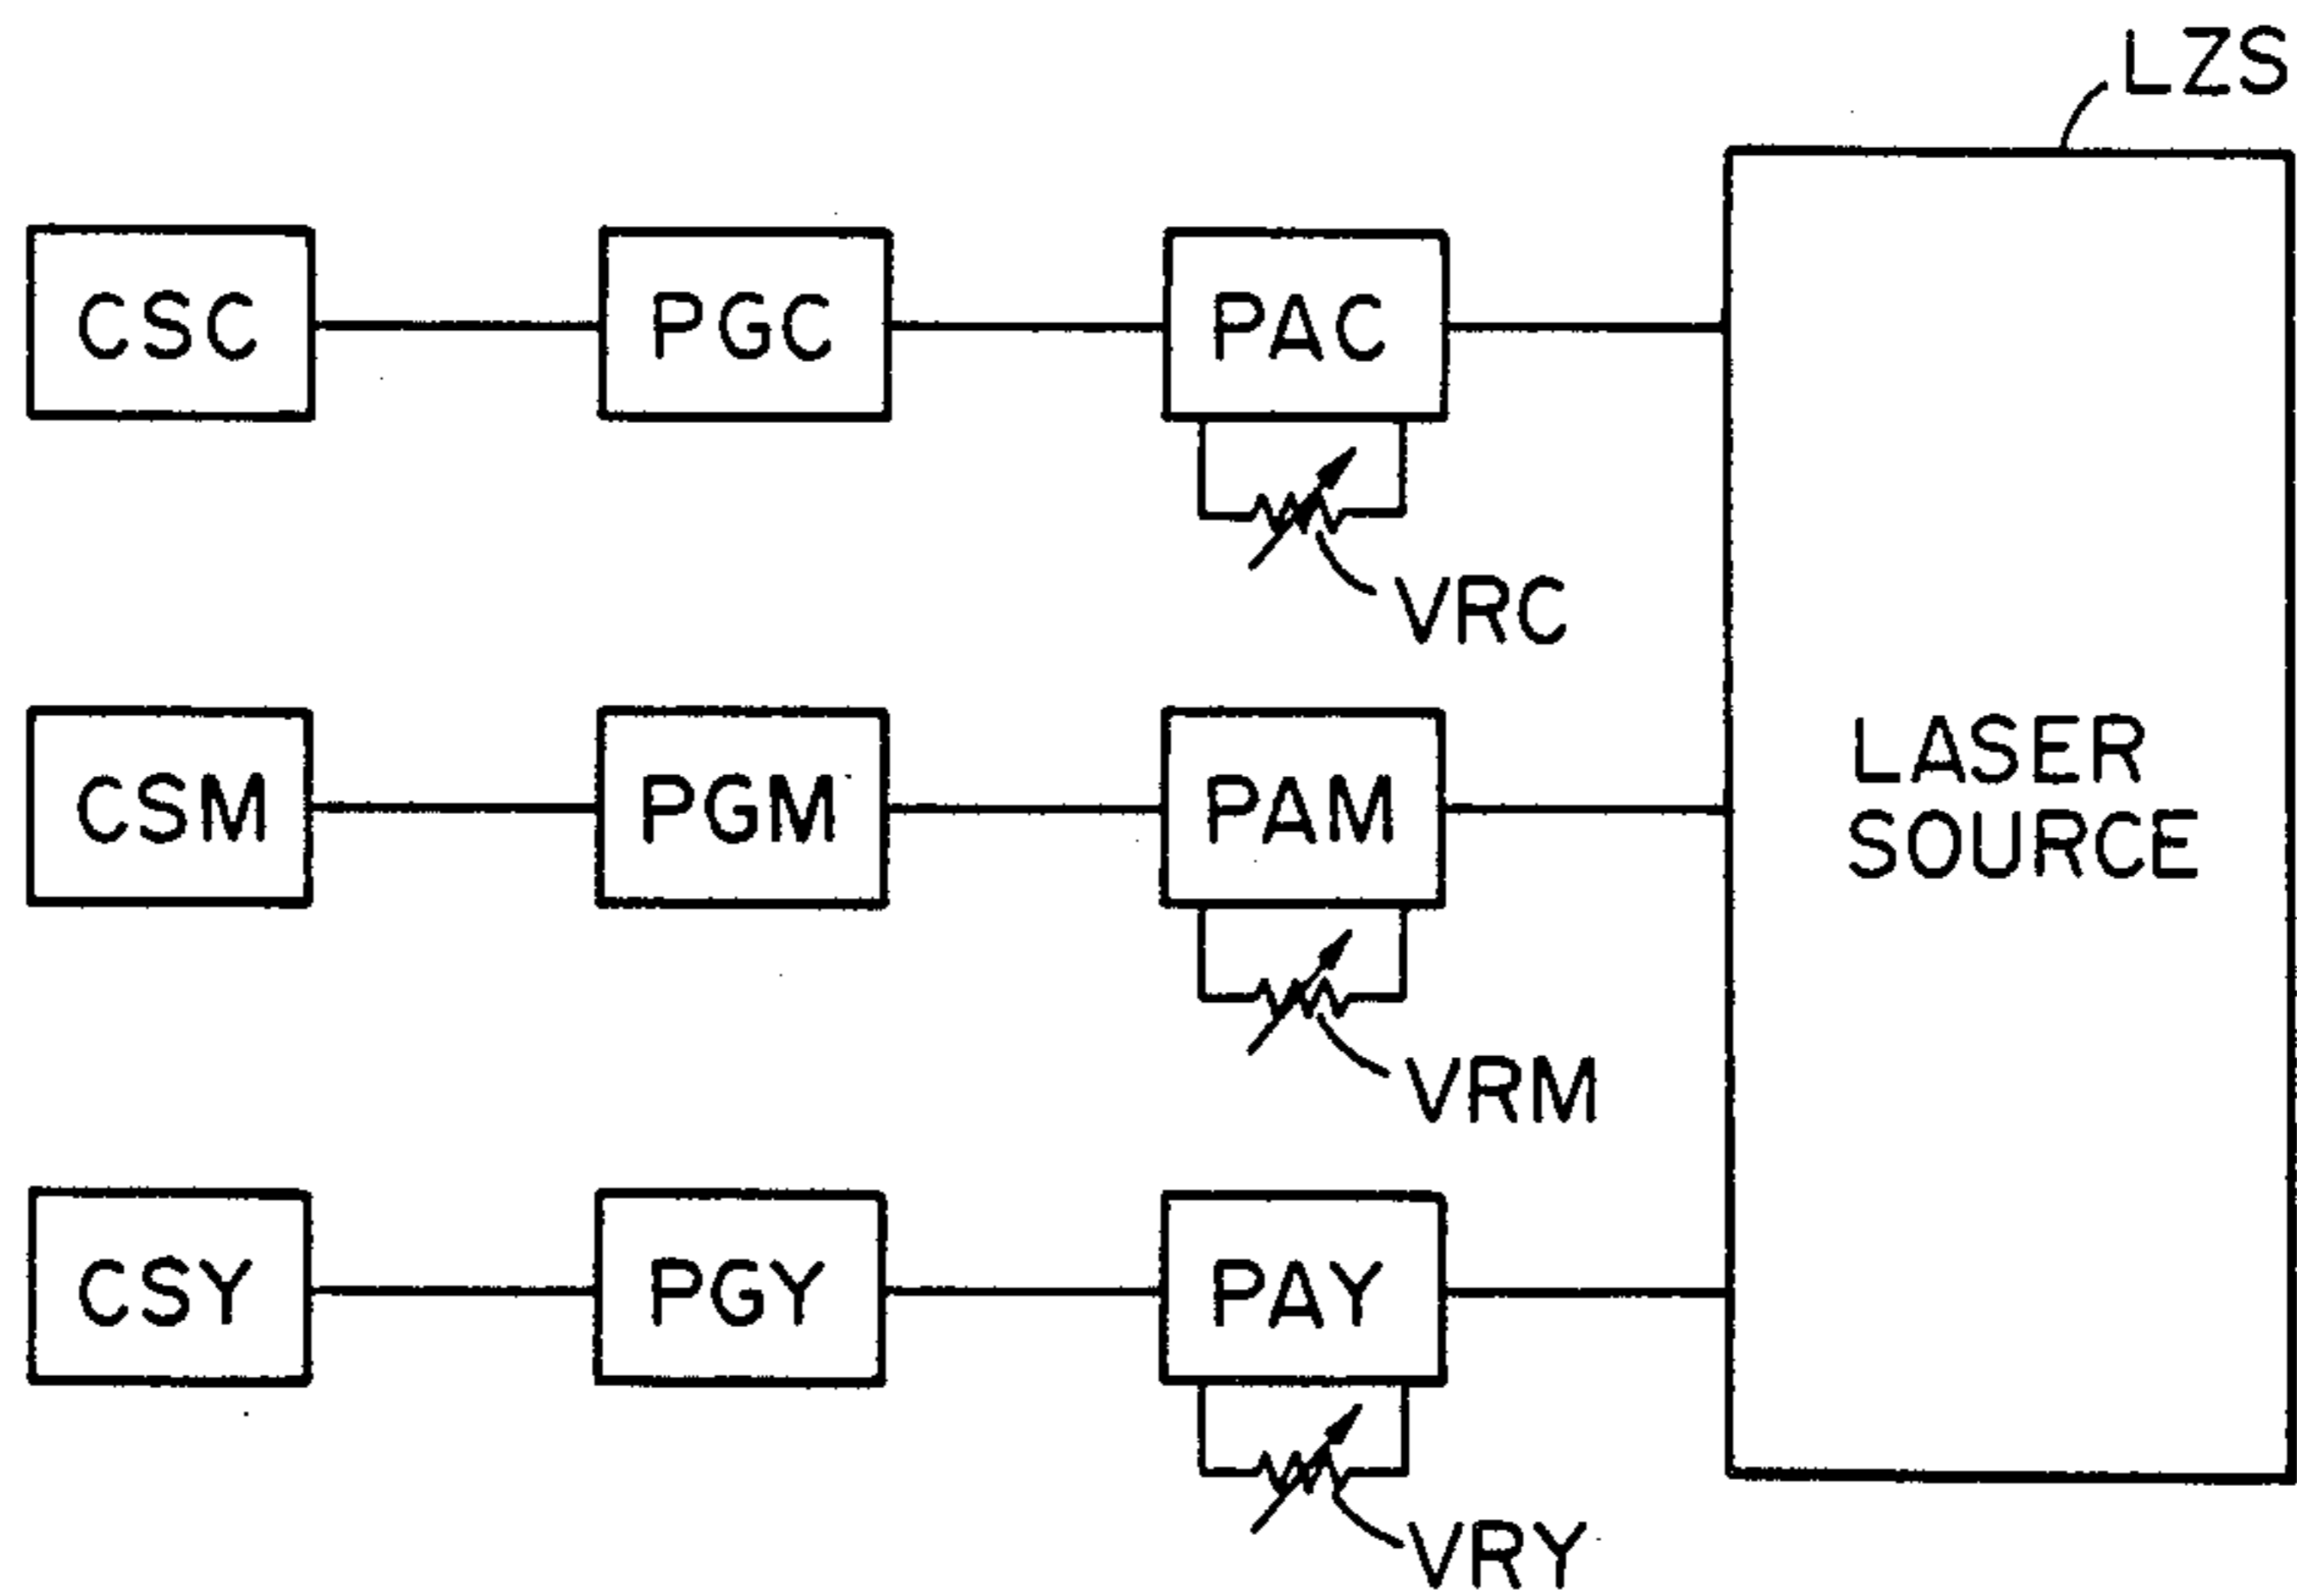 LZS
CSC
PGC
PAC
VRC
LASER
SOURCE
CSM
PGM
PAM
VRM
CSY
PGY
PAY
VRY